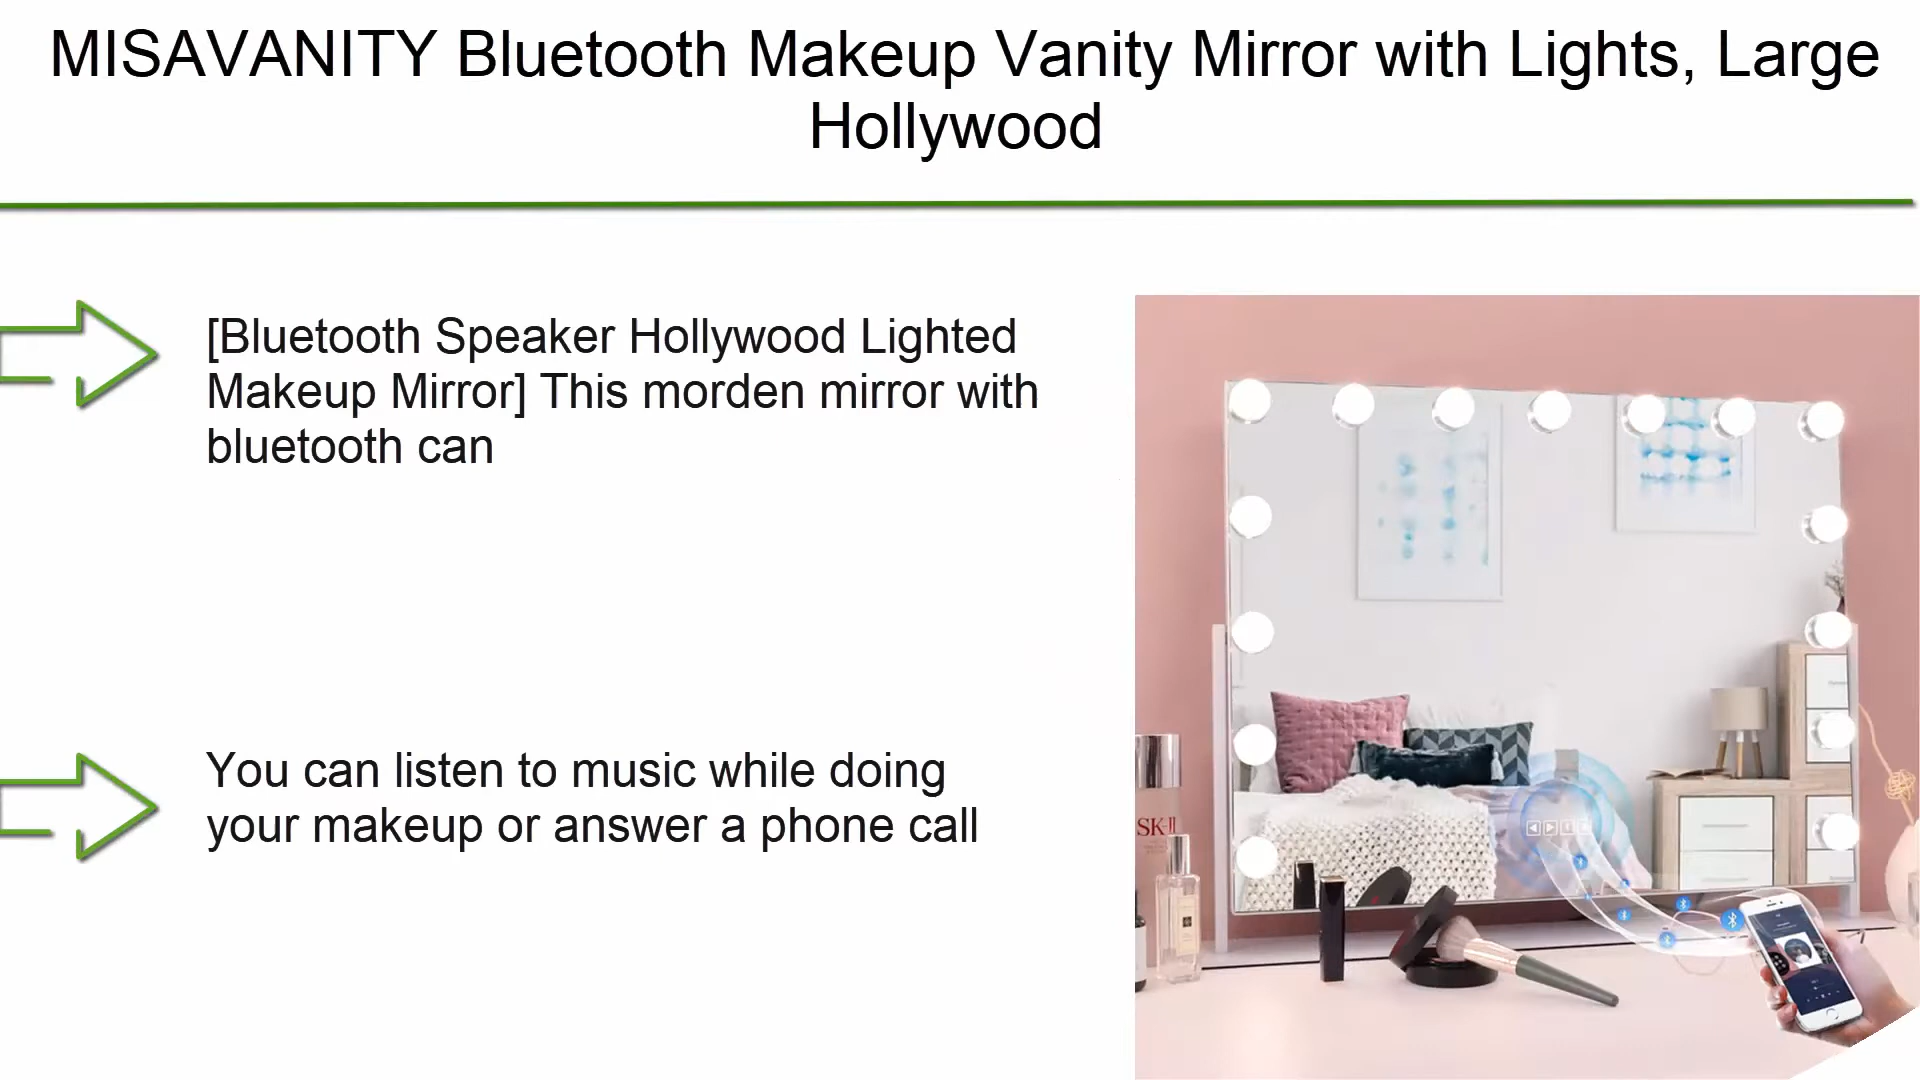 MISAVANITY Bluetooth Makeup Vanity Mirror with Lights, Large
Hollywood
[Bluetooth Speaker Hollywood Lighted
Makeup Mirror] This morden mirror with
bluetooth can
You can listen to music while doing
your makeup or answer a phone call
SK-II